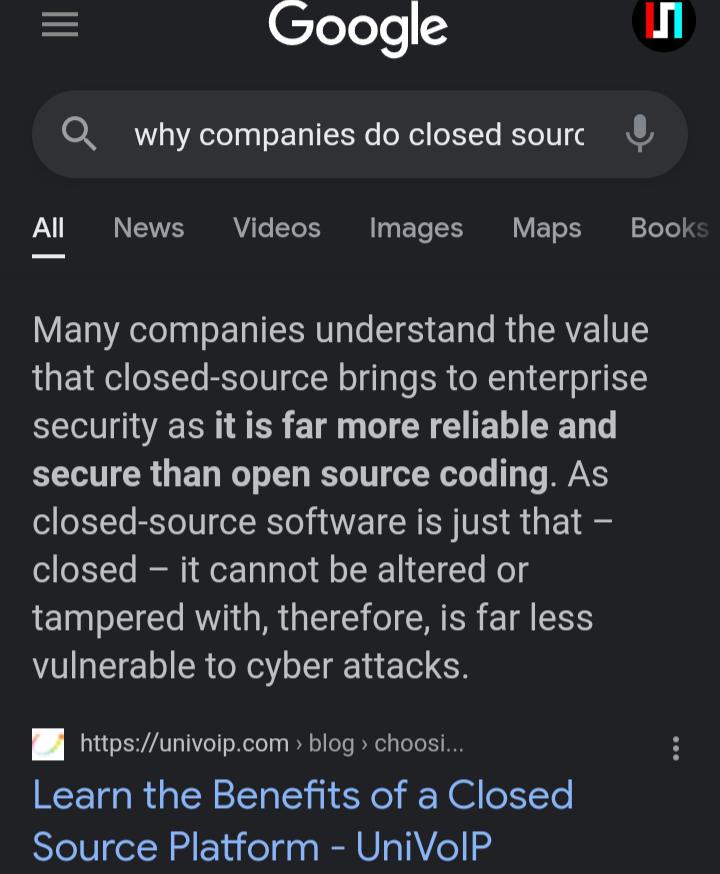 Google
why companies do closed sourc
All News Videos Images Maps Books
Many companies understand the value
that closed-source brings to enterprise
security as it is far more reliable and
secure than open source coding. As
closed-source software is just that –
closed – it cannot be altered or
tampered with, therefore, is far less
vulnerable to cyber attacks.
https://univoip.com › blog › choosi...
Learn the Benefits of a Closed
Source Platform - UniVoIP